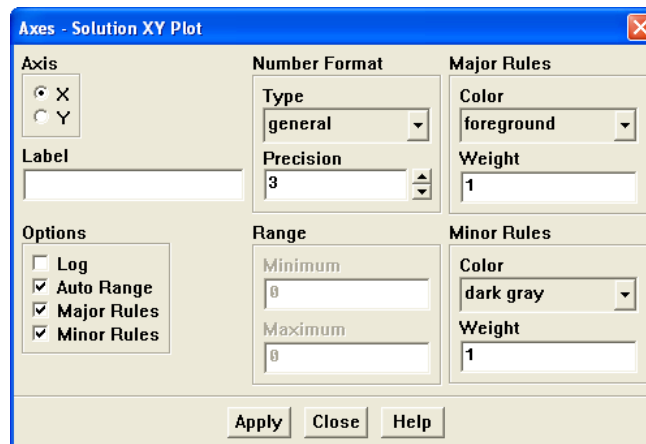 Axes - Solution XY Plot
Axis
X
Y
Label
Options
Log
Auto Range
Major Rules
Minor Rules
Number Format
Type
general
Precision
3
Range
Minimum
0
Maximum
0
Major Rules
Color
foreground
Weight
1
Minor Rules
Color
dark gray
Weight
1
Apply Close Help